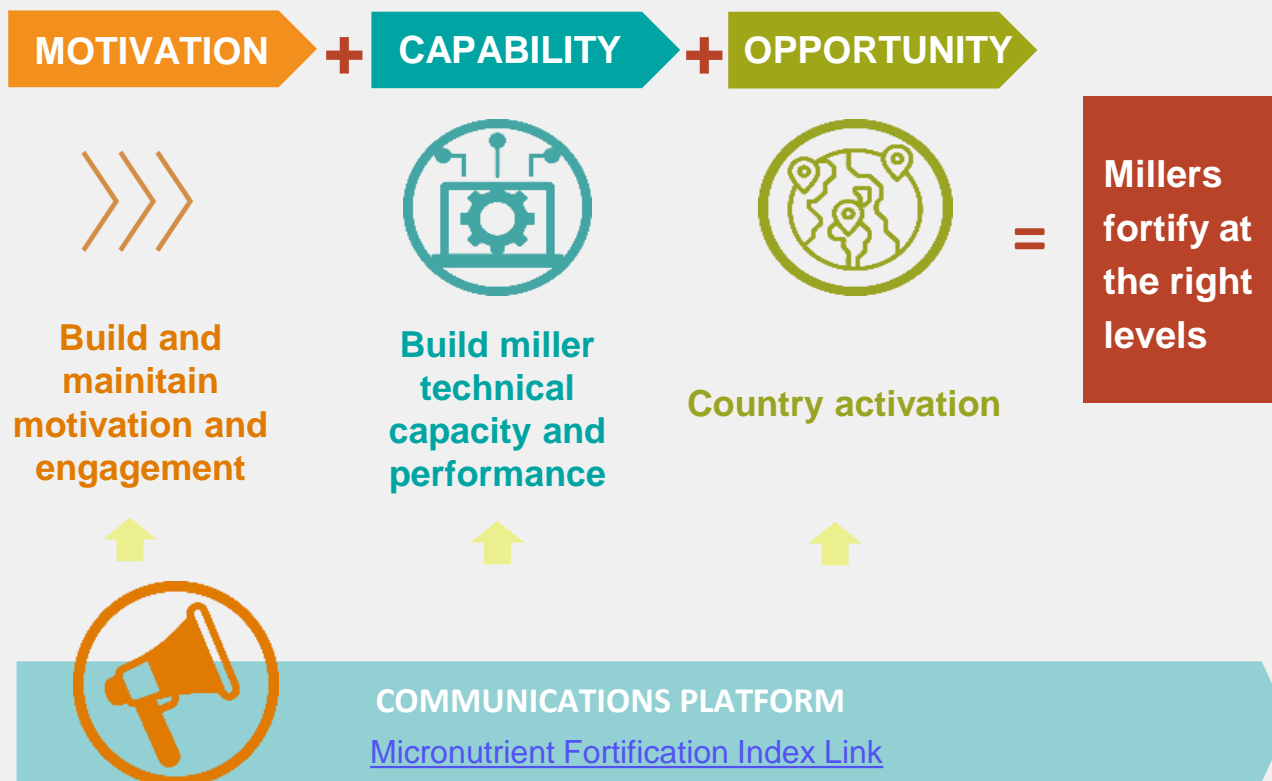 MOTIVATION + CAPABILITY + OPPORTUNITY
Build and
mainitain
motivation and
engagement
Build miller
technical
capacity and
performance
Country activation
=
Millers
fortify at
the right
levels
COMMUNICATIONS PLATFORM
Micronutrient Fortification Index Link